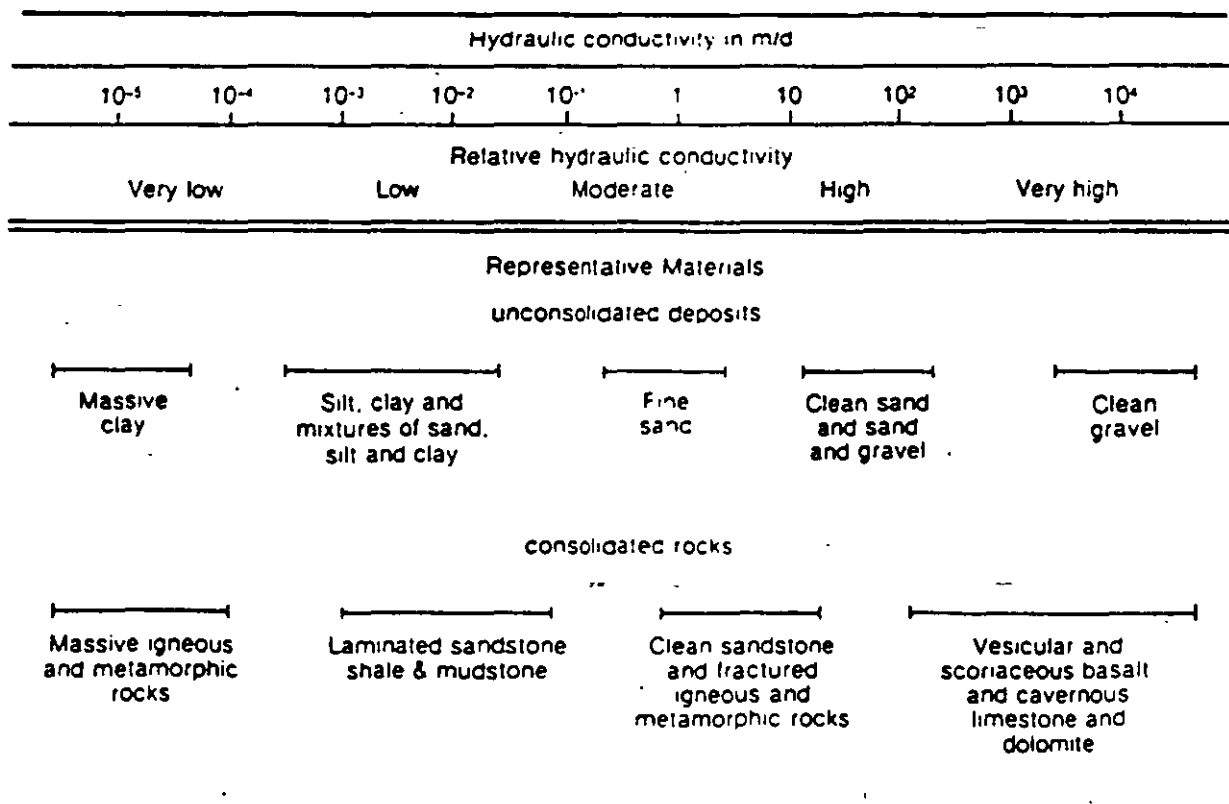 Hydraulic conductivity in m/d
10⁻⁵ 10⁻⁴ 10⁻³ 10⁻² 10⁻¹ 1 10 10² 10³ 10⁴
Relative hydraulic conductivity
Very low Low Moderate High Very high
Representative Materials
unconsolidated deposits
Massive clay
Silt, clay and mixtures of sand, silt and clay
Fine sand
Clean sand and sand and gravel
Clean gravel
consolidated rocks
Massive igneous and metamorphic rocks
Laminated sandstone shale & mudstone
Clean sandstone and fractured igneous and metamorphic rocks
Vesicular and scoriaceous basalt and cavernous limestone and dolomite